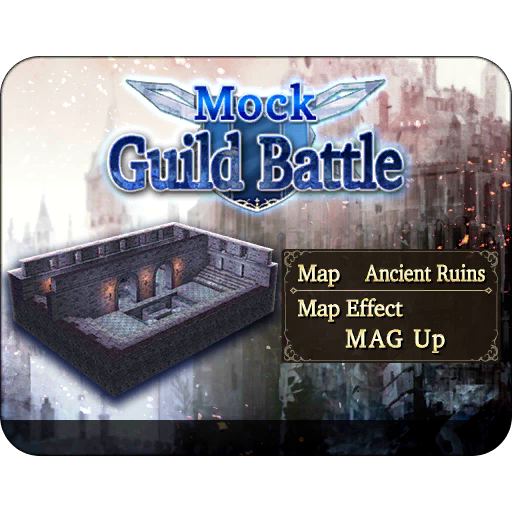 Mock
Guild Battle
Map Ancient Ruins
Map Effect
MAG Up